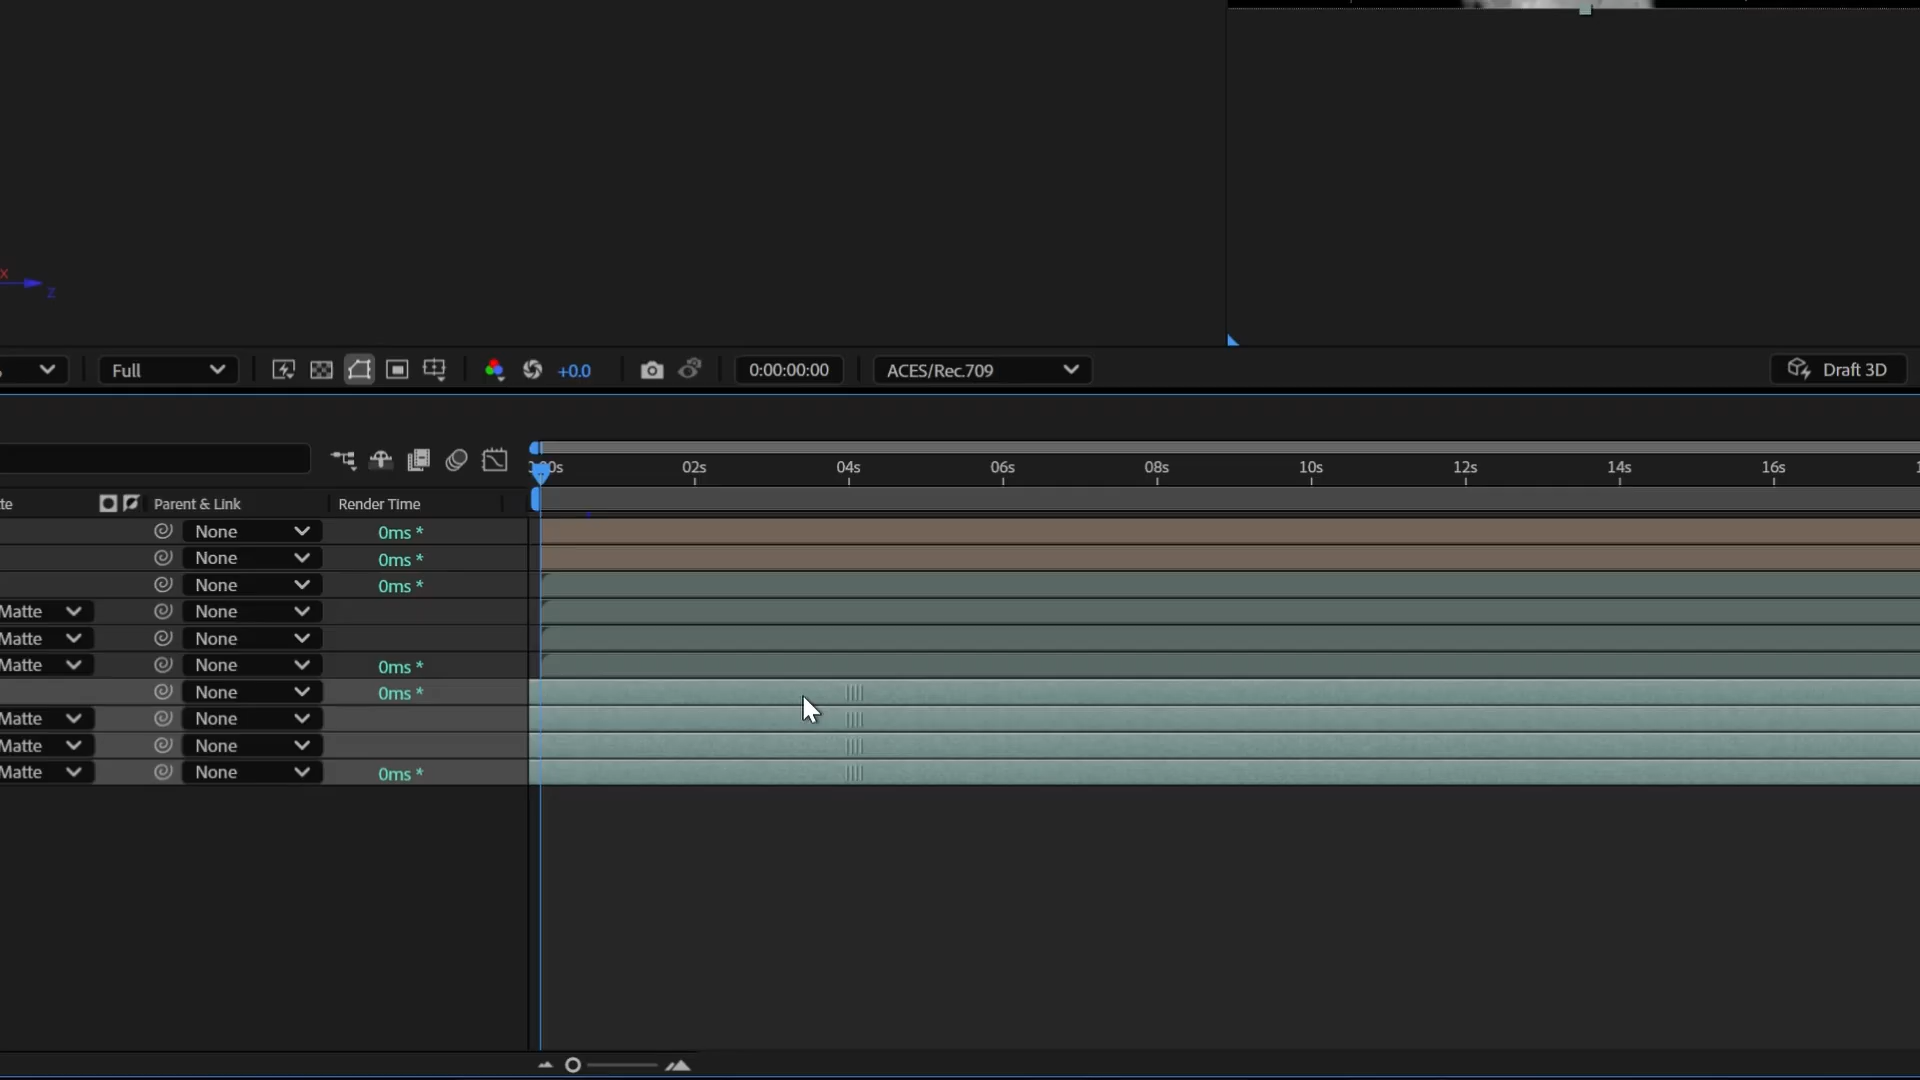 x
z
Full +0.0 0:00:00:00 ACES/Rec.709 Draft 3D
02s 04s 06s 08s 10s 12s 14s 16s
Parent & Link Render Time
None 0ms *
None 0ms *
None 0ms *
Matte None
Matte None
Matte None 0ms *
None 0ms *
Matte None
Matte None
Matte None 0ms *